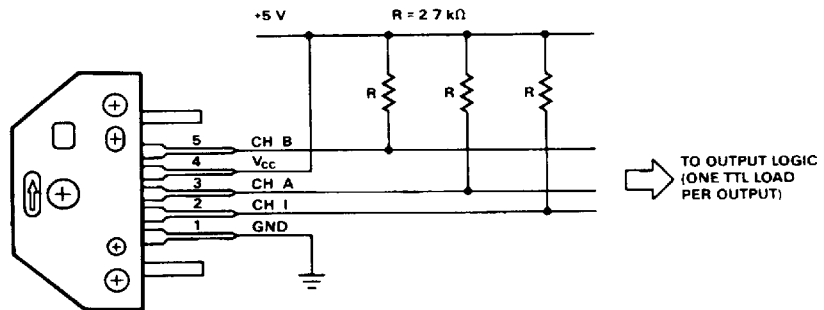 +5 V
R = 2 7 kΩ
R
R
R
5 CH B
4 VCC
3 CH A
2 CH I
1 GND
TO OUTPUT LOGIC
(ONE TTL LOAD
PER OUTPUT)